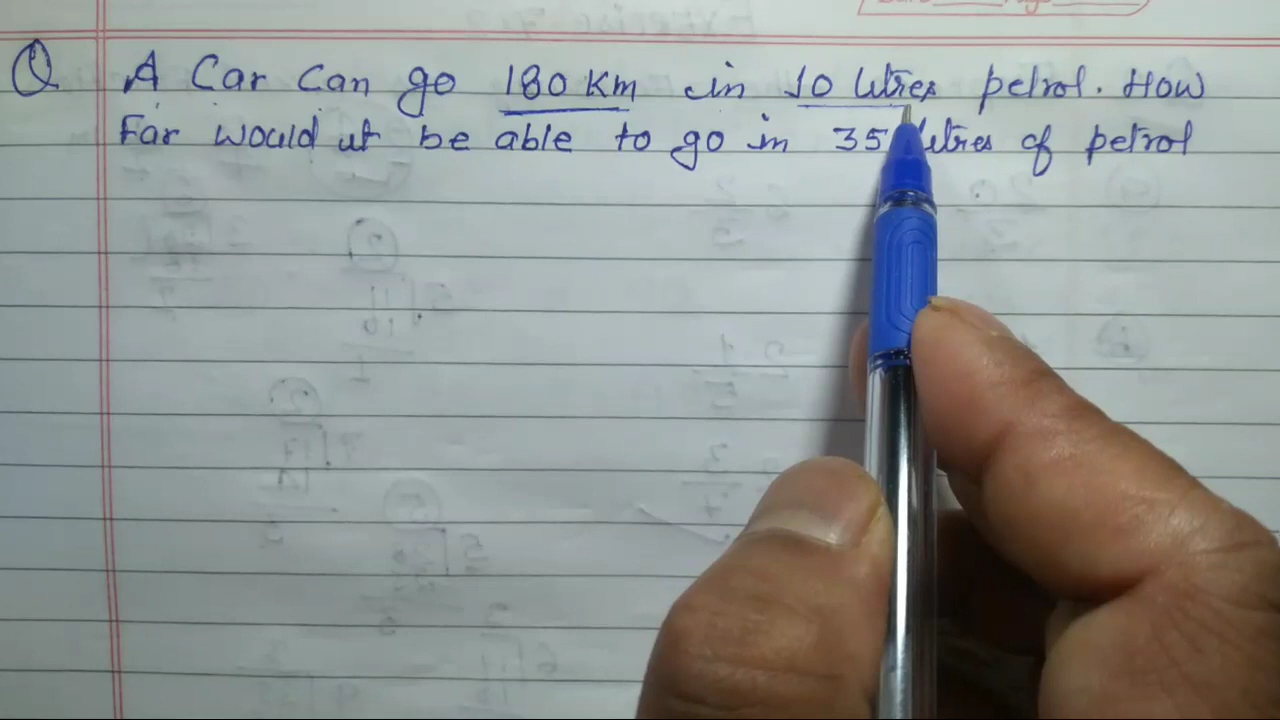 Q A Car Can go 180 Km in 10 litres petrol. How
Far would it be able to go in 35 litres of petrol